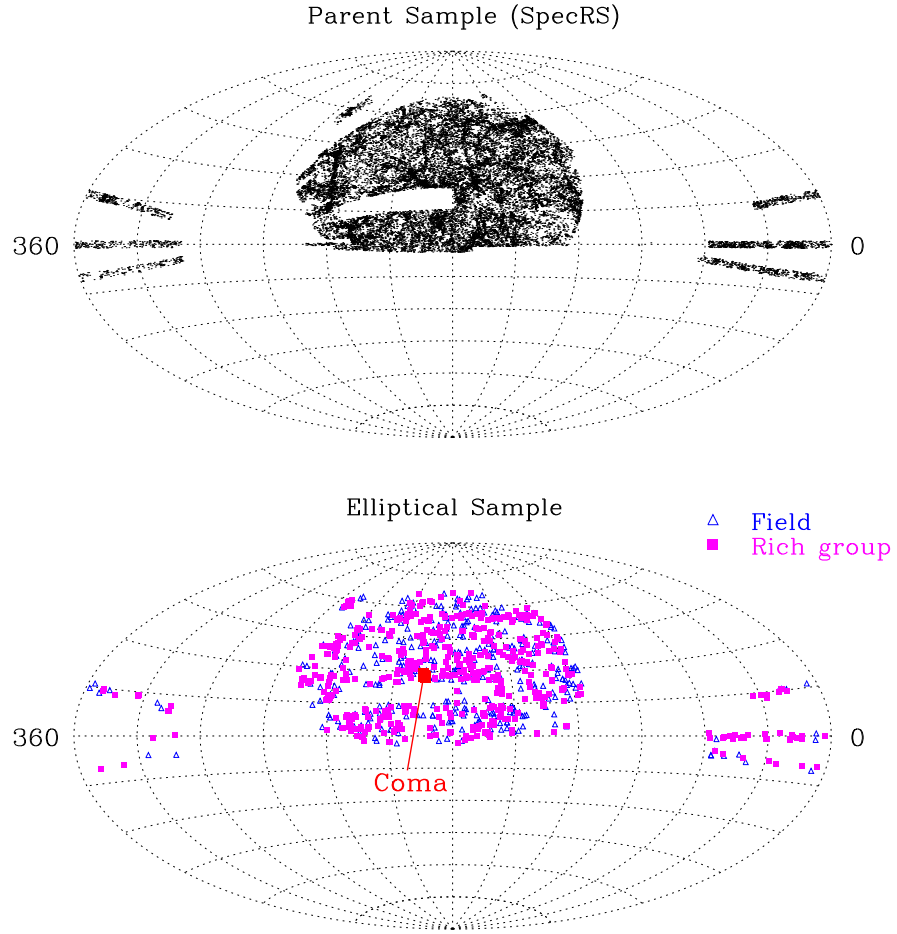 Parent Sample (SpecRS)
360
0
Elliptical Sample
Field
Rich group
360
0
Coma